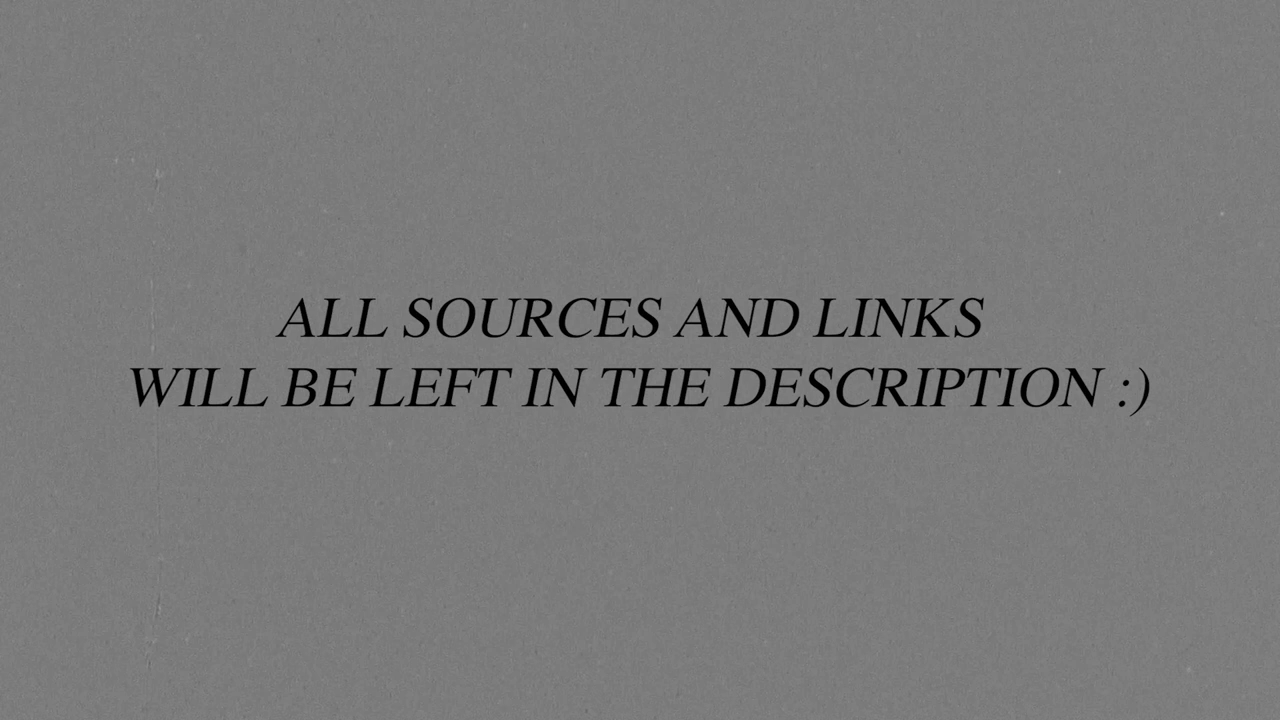 ALL SOURCES AND LINKS
WILL BE LEFT IN THE DESCRIPTION :)